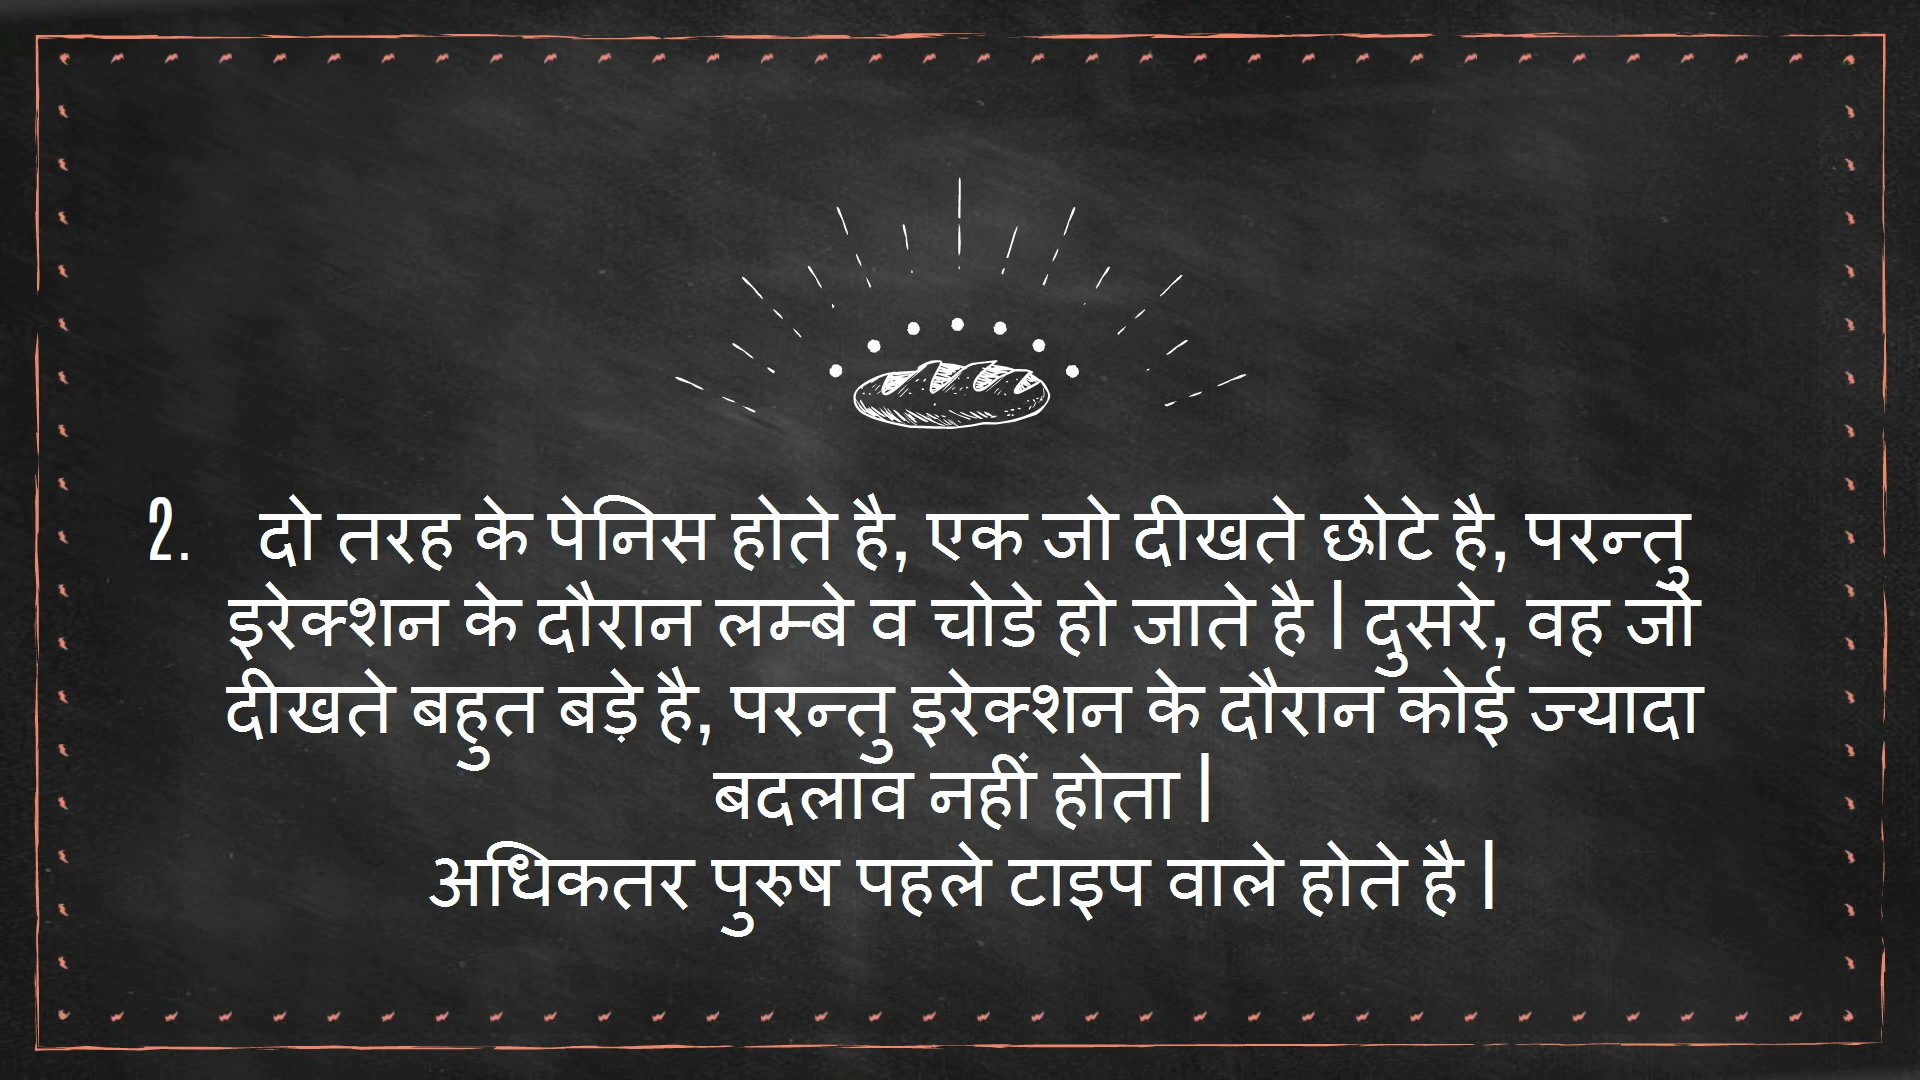 2. दो तरह के पेनिस होते है, एक जो दीखते छोटे है, परन्तु
इरेक्शन के दौरान लम्बे व चोडे हो जाते है | दुसरे, वह जो
दीखते बहुत बड़े है, परन्तु इरेक्शन के दौरान कोई ज्यादा
बदलाव नहीं होता |
अधिकतर पुरुष पहले टाइप वाले होते है |